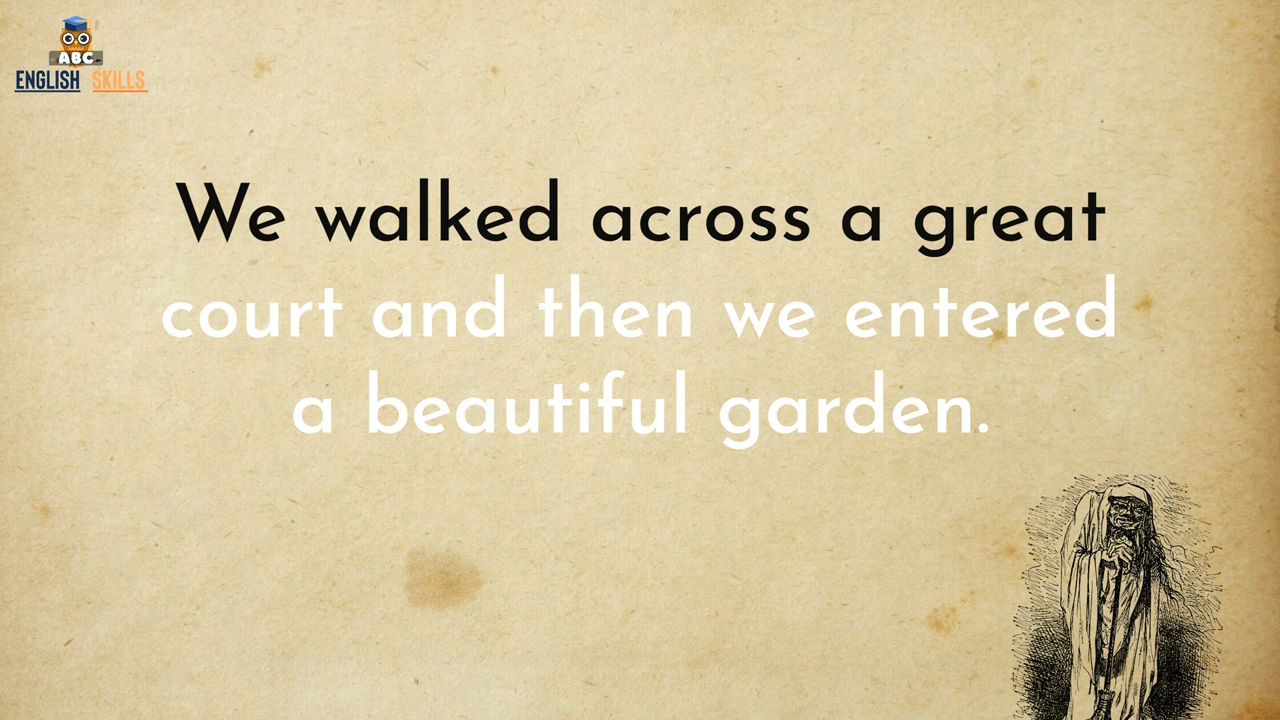 ABC
ENGLISH SKILLS
We walked across a great
court and then we entered
a beautiful garden.